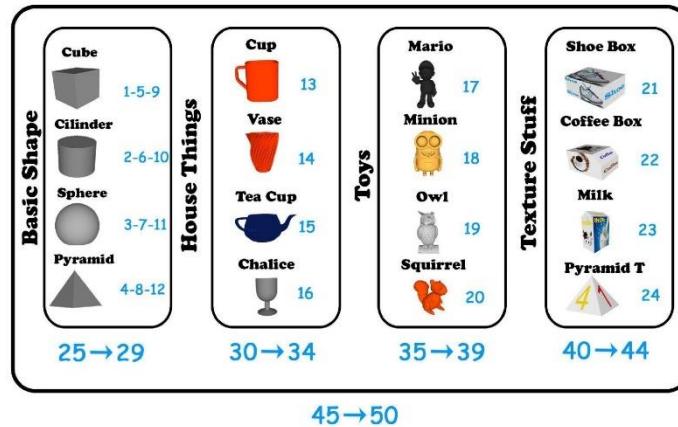 Basic Shape
Cube
1-5-9
Cilinder
2-6-10
Sphere
3-7-11
Pyramid
4-8-12
25→29
House Things
Cup
13
Vase
14
Tea Cup
15
Chalice
16
30→34
Toys
Mario
17
Minion
18
Owl
19
Squirrel
20
35→39
Texture Stuff
Shoe Box
Shoe
21
Coffee Box
Coffee
22
Milk
23
Pyramid T
4 1
24
40→44
45→50